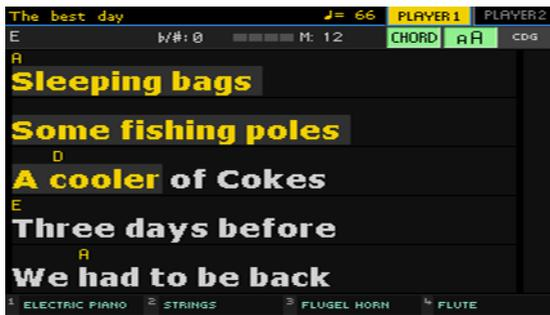 The best day ♩= 66 PLAYER 1 PLAYER 2
E b/#: 0 M: 12 CHORD AA CDG
A
Sleeping bags
Some fishing poles
D
A cooler of Cokes
E
Three days before
A
We had to be back
1 ELECTRIC PIANO 2 STRINGS 3 FLUGEL HORN 4 FLUTE